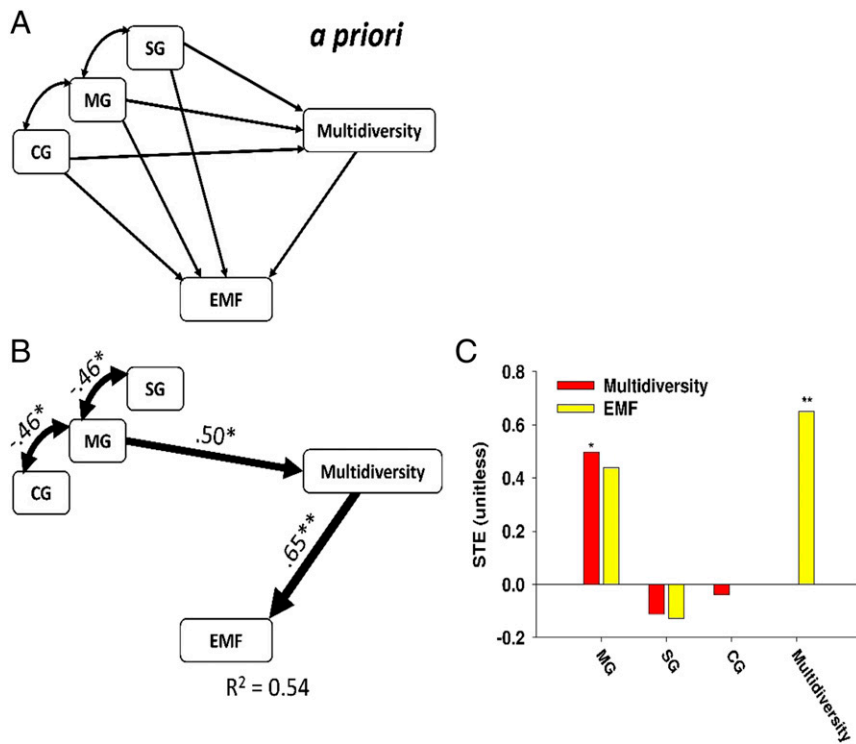 A
a priori
SG
MG
CG
Multidiversity
EMF
B
-.46*
-.46*
SG
MG
CG
.50*
Multidiversity
.65**
EMF
R² = 0.54
C
STE (unitless)
0.8
0.6
0.4
0.2
0.0
-0.2
Multidiversity
EMF
*
**
MG
SG
CG
Multidiversity